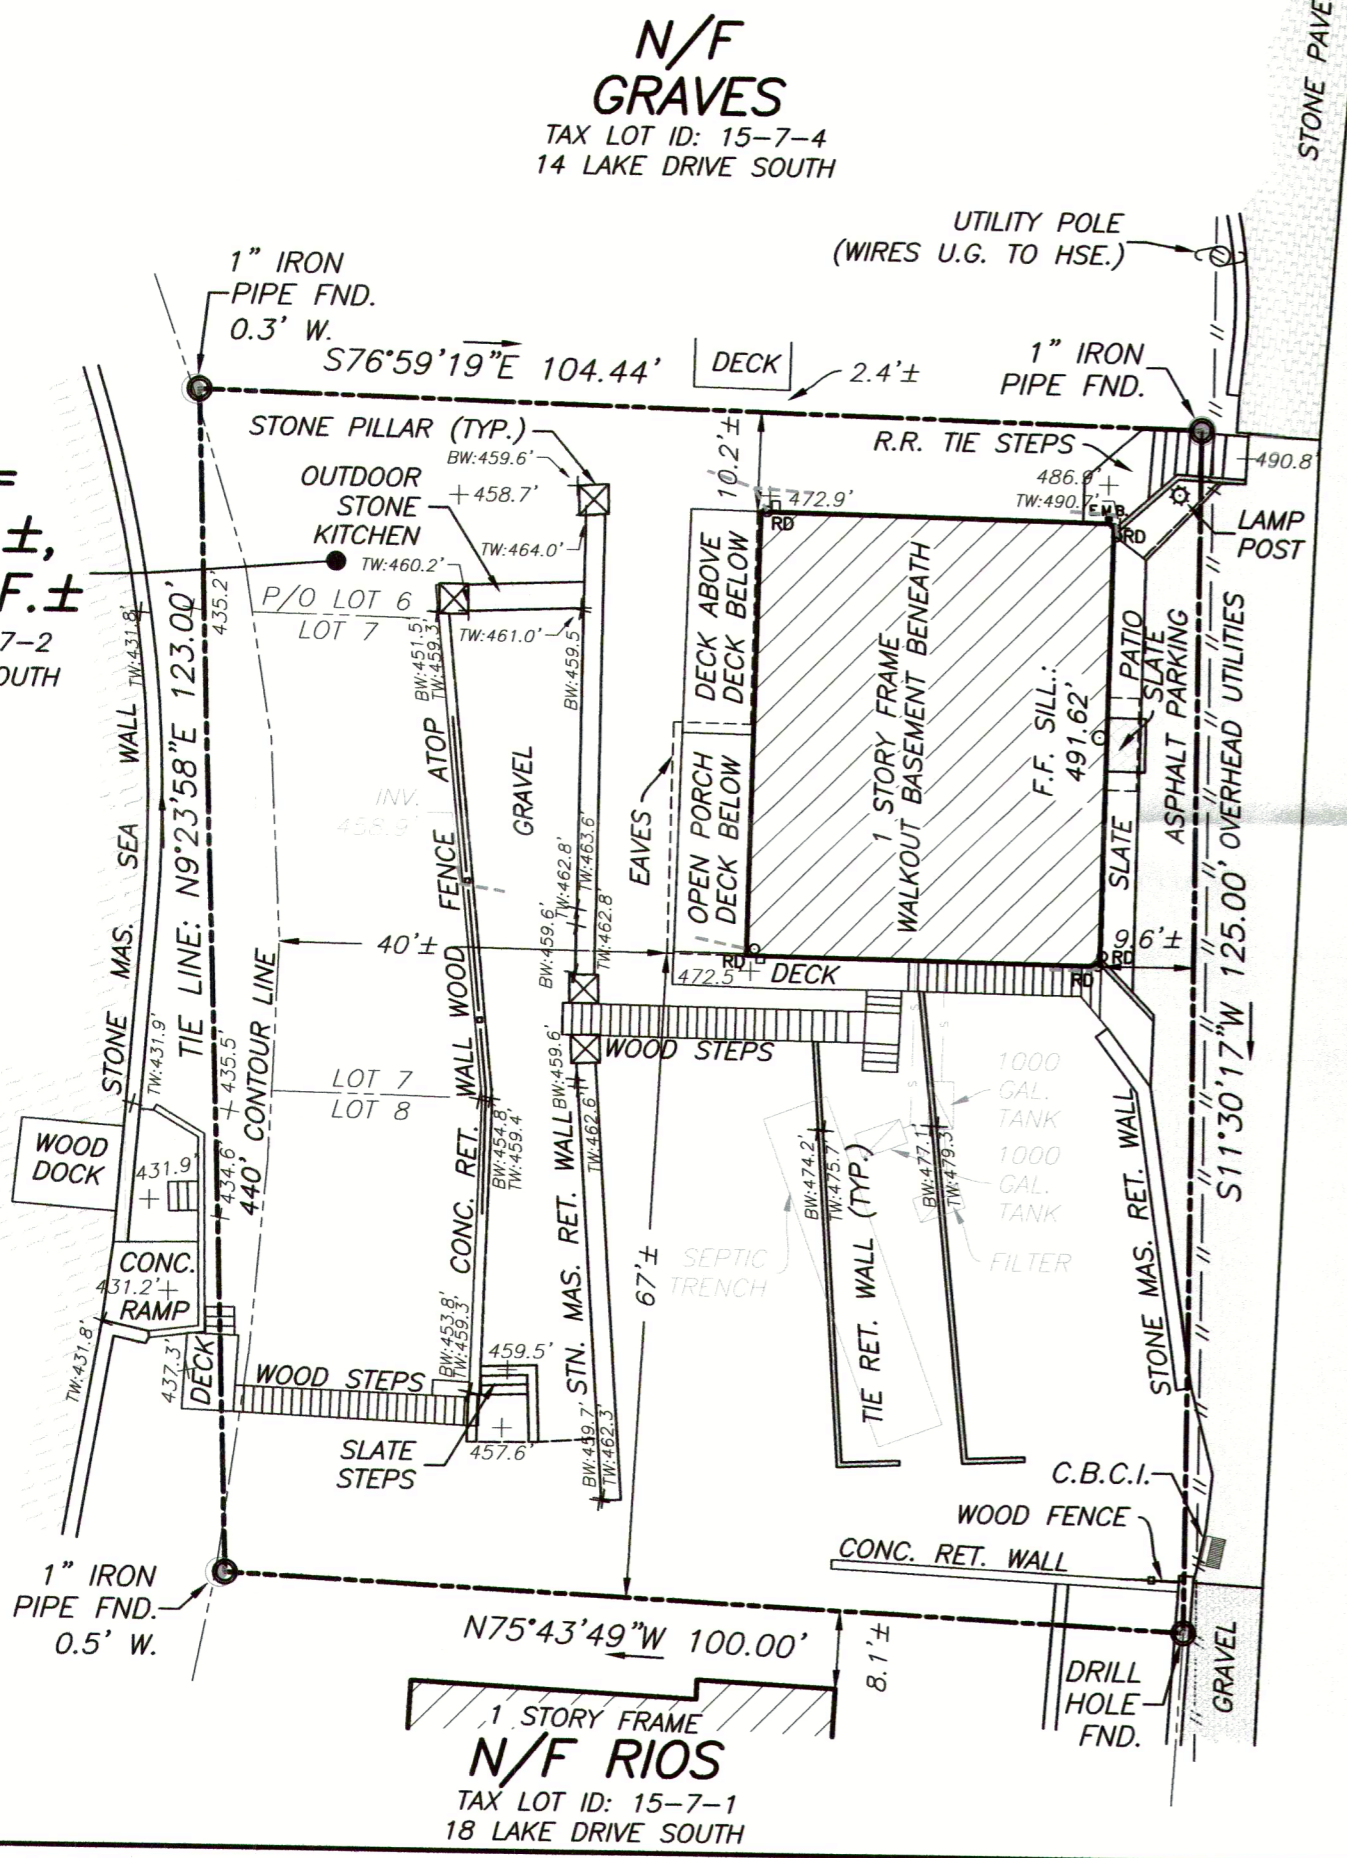 N/F
GRAVES
TAX LOT ID: 15-7-4
14 LAKE DRIVE SOUTH
STONE PAVE
UTILITY POLE
(WIRES U.G. TO HSE.)
1" IRON
PIPE FND.
0.3' W.
S76°59'19"E 104.44'
DECK
2.4'±
1" IRON
PIPE FND.
STONE PILLAR (TYP.)
BW:459.6'
458.7'
OUTDOOR
STONE
KITCHEN
TW:464.0'
TW:460.2'
10.2'±
472.9'
RD
R.R. TIE STEPS
486.9'
TW:490.7'
RD
490.8'
LAMP
POST
±,
F.±
7-2
OUTH
P/O LOT 6
LOT 7
TW:461.0'
BW:459.5'
BW:451.5'
TW:459.3'
435.2'
TW:431.8'
STONE MAS. SEA WALL
TIE LINE: N9°23'58"E 123.00'
440' CONTOUR LINE
CONC. RET. WALL WOOD FENCE ATOP
GRAVEL
INV.
458.9'
EAVES
DECK ABOVE
DECK BELOW
OPEN PORCH
DECK BELOW
1 STORY FRAME
WALKOUT BASEMENT BENEATH
F.F. SILL.:
491.62'
SLATE PATIO
SLATE
ASPHALT PARKING
OVERHEAD UTILITIES
S11°30'17"W 125.00'
TW:462.8'
TW:463.6'
BW:459.6'
TW:462.8'
40'±
9.6'±
RD
RD
RD
472.5'
DECK
WOOD STEPS
BW:459.6'
TW:462.6'
TW:431.9'
435.5'
434.6'
LOT 7
LOT 8
BW:454.8'
TW:459.4'
STN. MAS. RET. WALL
67'±
1000
GAL.
TANK
1000
GAL.
TANK
FILTER
SEPTIC
TRENCH
BW:474.2'
TW:475.7'
TIE RET. WALL (TYP.)
BW:477.1'
TW:479.3'
STONE MAS. RET. WALL
WOOD
DOCK
431.9'
CONC.
431.2'
RAMP
TW:431.8'
437.3'
DECK
WOOD STEPS
BW:453.8'
TW:459.3'
459.5'
457.6'
SLATE
STEPS
BW:459.7'
TW:462.3'
C.B.C.I.
WOOD FENCE
CONC. RET. WALL
1" IRON
PIPE FND.
0.5' W.
N75°43'49"W 100.00'
8.1'±
DRILL
HOLE
FND.
GRAVEL
1 STORY FRAME
N/F RIOS
TAX LOT ID: 15-7-1
18 LAKE DRIVE SOUTH